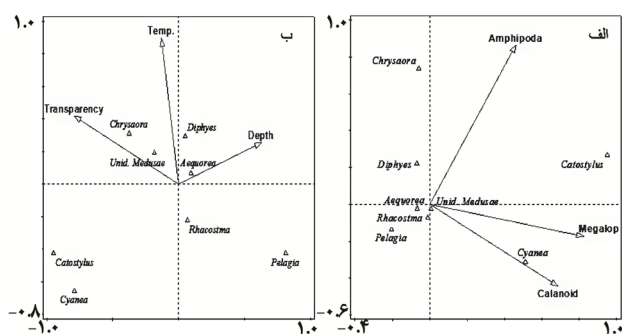 ب
۱.۰
Temp.
Transparency
Chrysaora
Diphyes
Depth
Unid. Medusae
Aequorea
Rhacostma
Catostylus
Pelagia
Cyanea
-۰.۸
-۱.۰
۱.۰
الف
۱.۰
Amphipoda
Chrysaora
Diphyes
Catostylus
Aequorea
Unid. Medusae
Rhacostma
Pelagia
Megalop
Cyanea
Calanoid
-۰.۶
-۰.۴
۱.۰